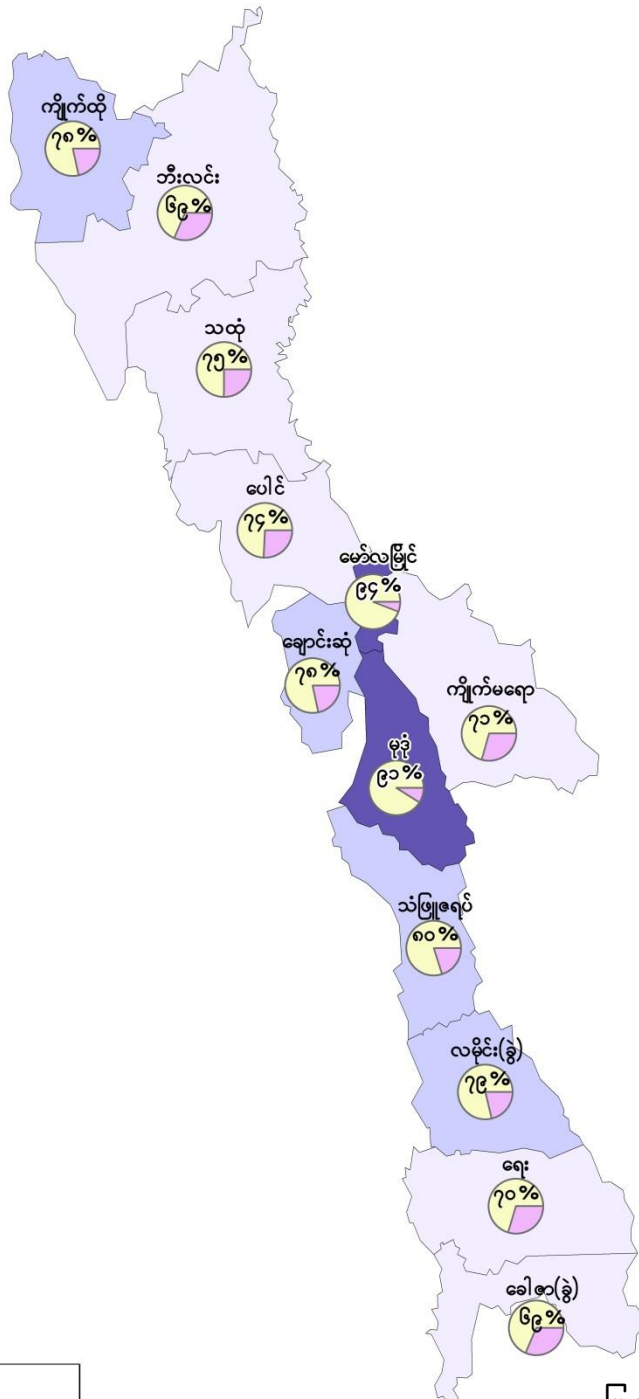 ကျိုက်ထို
၇၈%
ဘီးလင်း
၆၉%
သထုံ
၇၅%
ပေါင်
၇၄%
မော်လမြိုင်
၉၄%
ချောင်းဆုံ
၇၈%
ကျိုက်မရော
၇၁%
မုဒုံ
၉၁%
သံဖြူဇရပ်
၈၀%
လမိုင်း(ခွဲ)
၇၉%
ရေး
၇၀%
ခေါဇာ(ခွဲ)
၆၉%